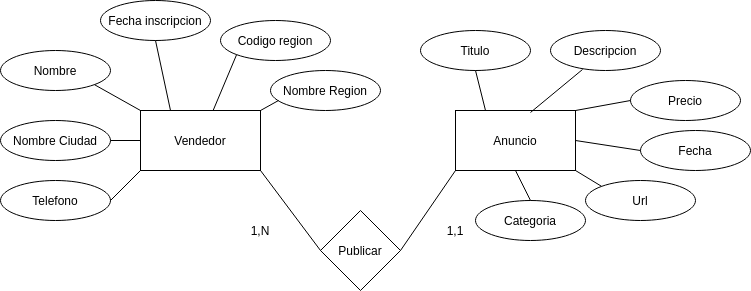 Fecha inscripcion
Codigo region
Titulo
Descripcion
Nombre
Nombre Region
Precio
Nombre Ciudad
Vendedor
Anuncio
Fecha
Telefono
Url
Categoria
1,N
1,1
Publicar